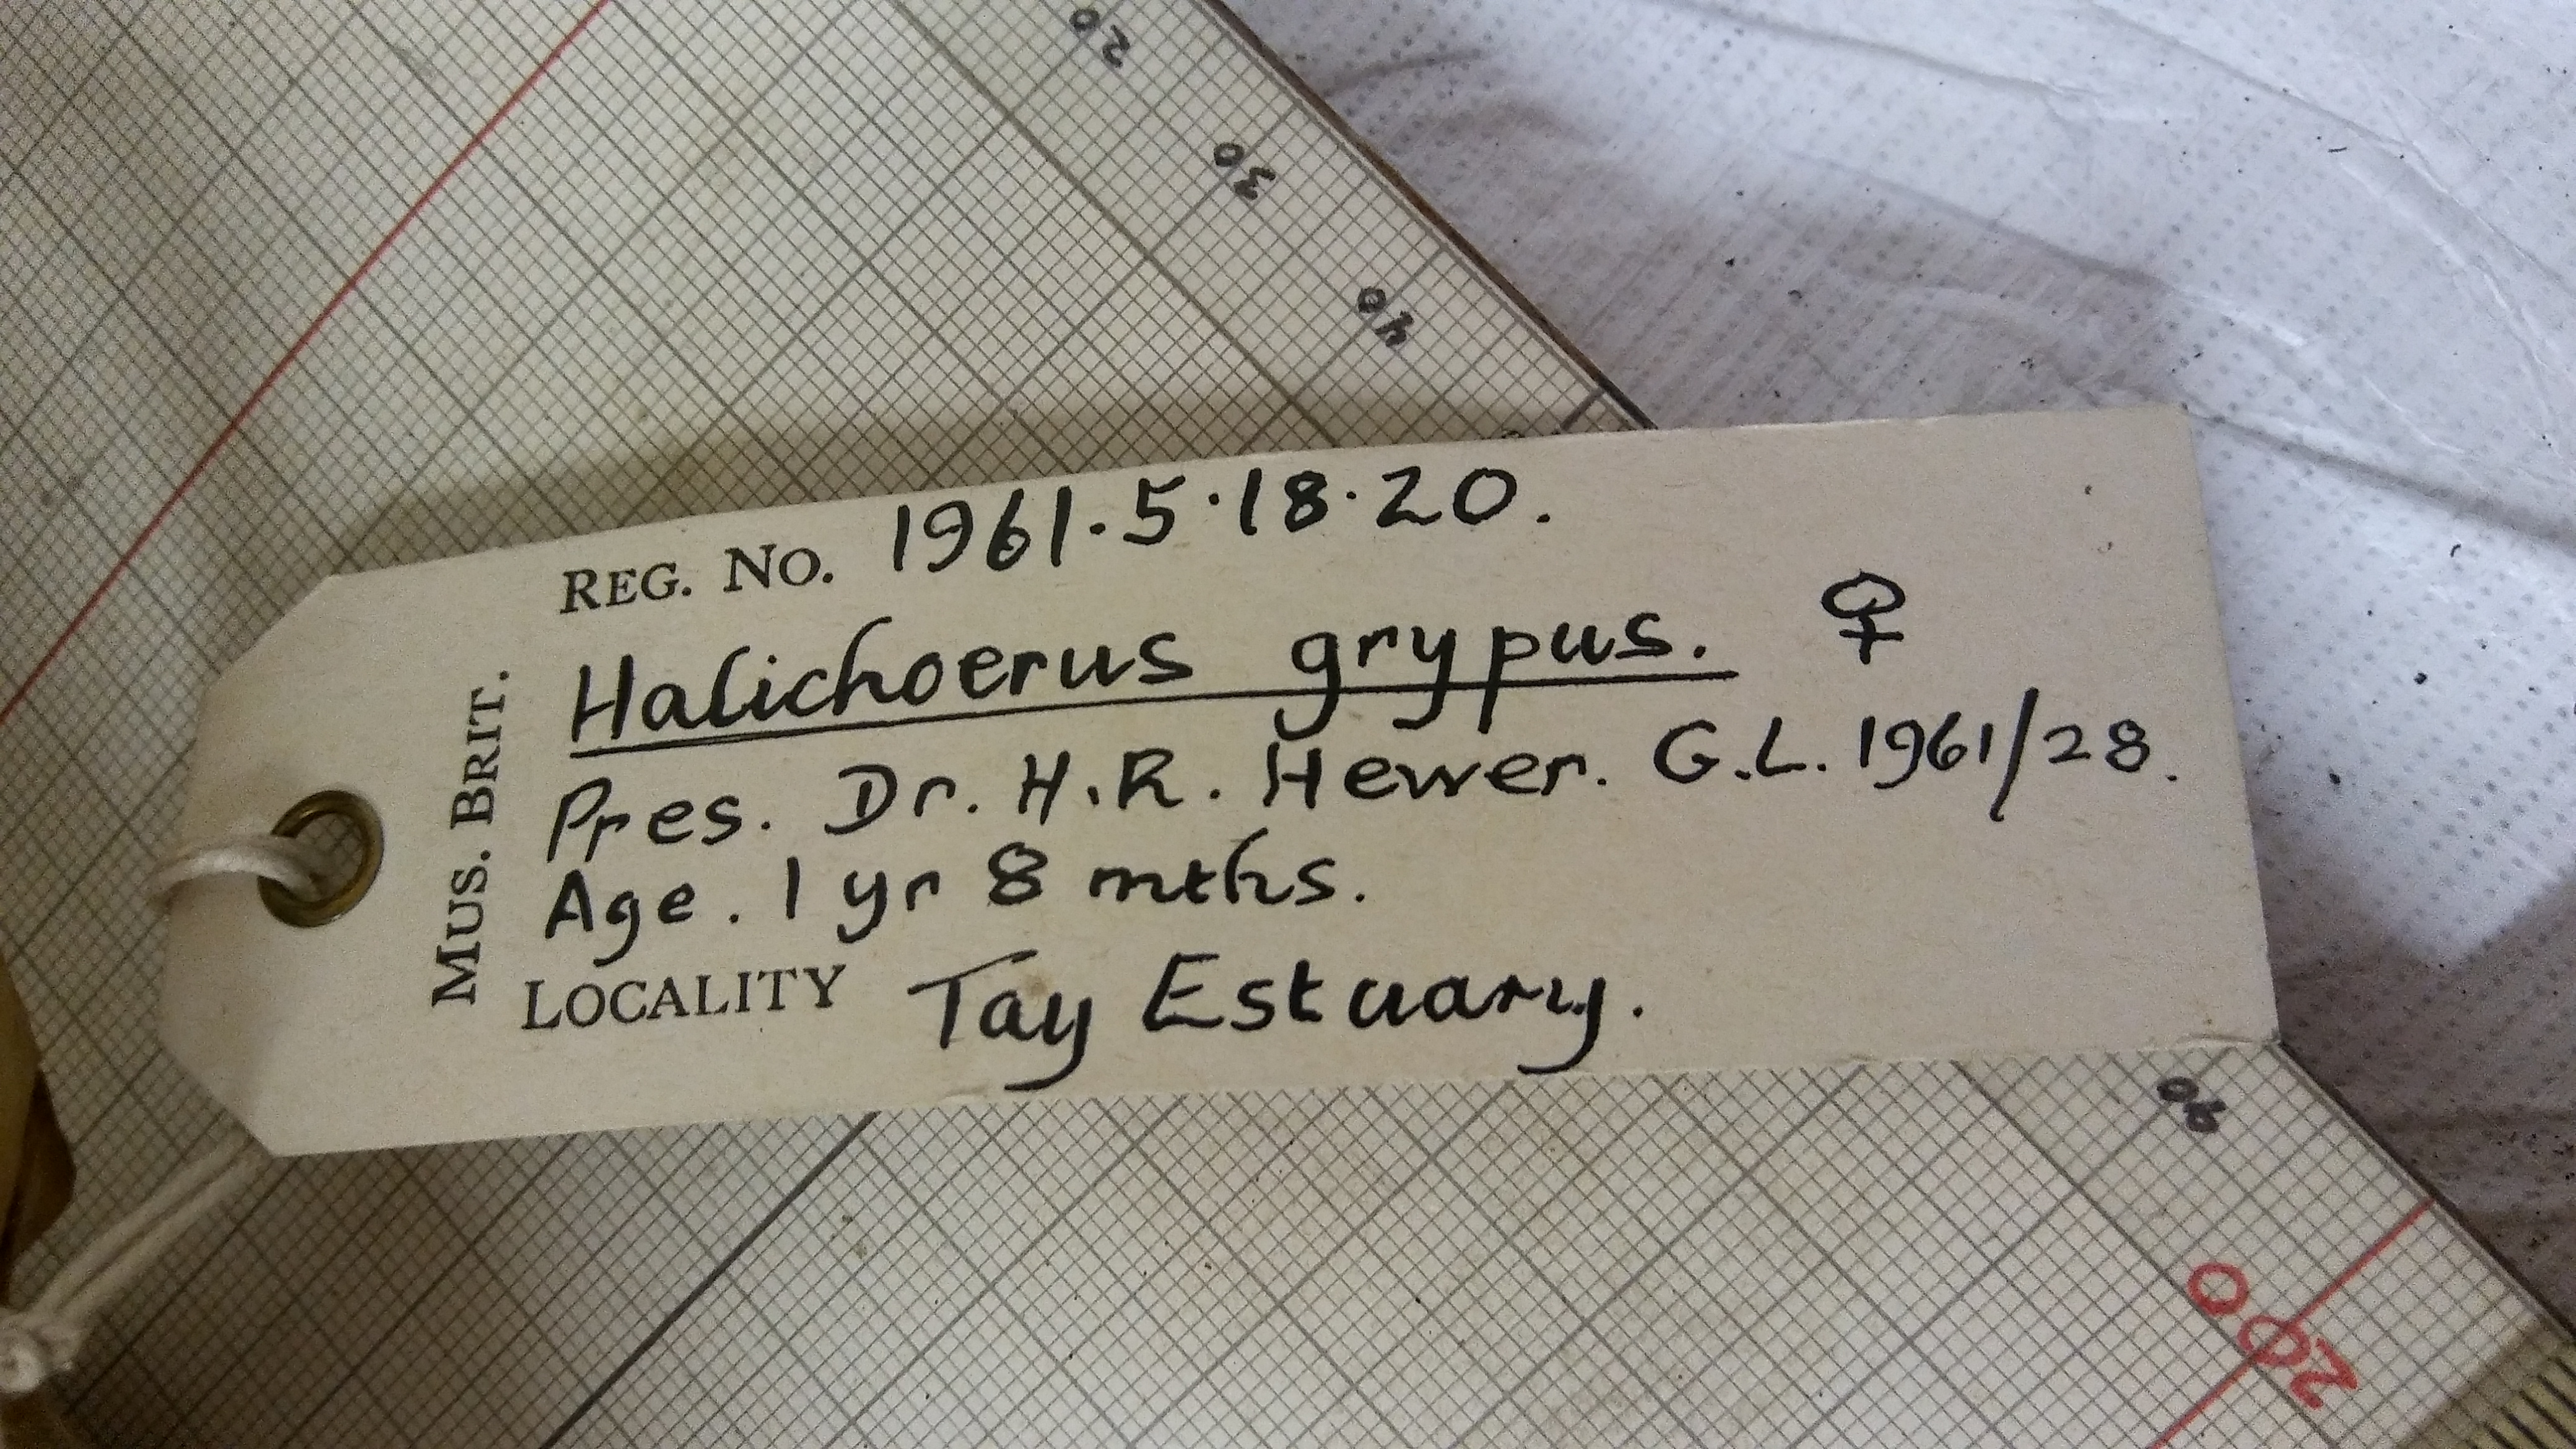 MUS. BRIT.
REG. NO. 1961.5.18.20.
Halichoerus grypus. ♀
Pres. Dr. H.R. Hewer. G.L. 1961/28.
Age. 1 yr 8 mths.
LOCALITY Tay Estuary.
20
30
40
90
200